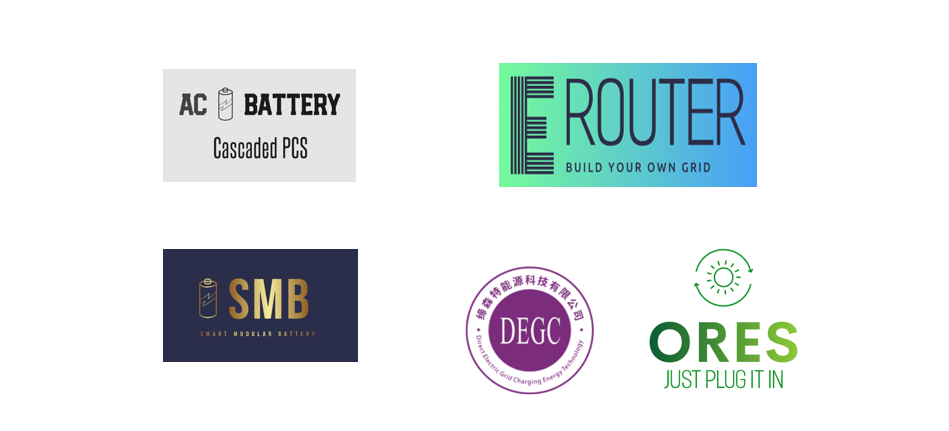 AC BATTERY
Cascaded PCS
E ROUTER
BUILD YOUR OWN GRID
SMB
SMART MODULAR BATTERY
缔森特能源科技有限公司
DEGC
Direct Electric Grid Charging Energy Technology
ORES
JUST PLUG IT IN